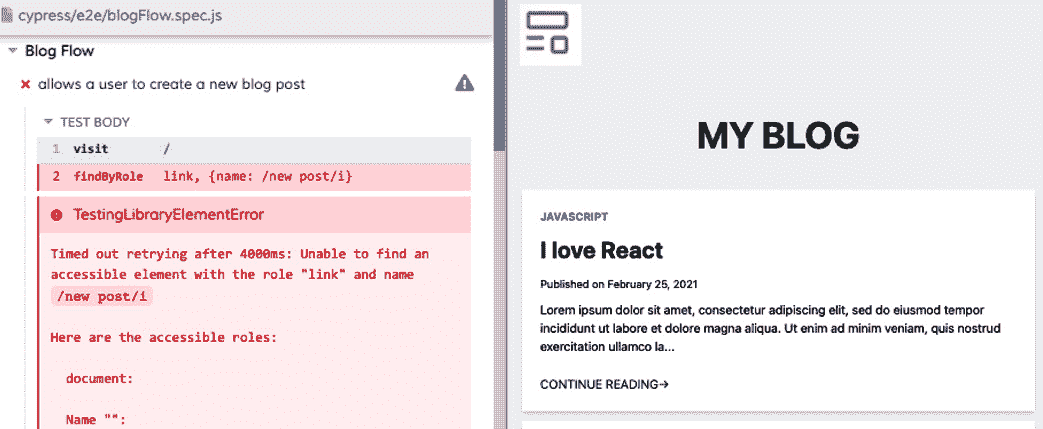 cypress/e2e/blogFlow.spec.js
Blog Flow
allows a user to create a new blog post
TEST BODY
1 visit /
2 findByRole link, {name: /new post/i}
TestingLibraryElementError
Timed out retrying after 4000ms: Unable to find an
accessible element with the role "link" and name
/new post/i
Here are the accessible roles:
document:
Name "":
MY BLOG
JAVASCRIPT
I love React
Published on February 25, 2021
Lorem ipsum dolor sit amet, consectetur adipiscing elit, sed do eiusmod tempor
incididunt ut labore et dolore magna aliqua. Ut enim ad minim veniam, quis nostrud
exercitation ullamco la...
CONTINUE READING→